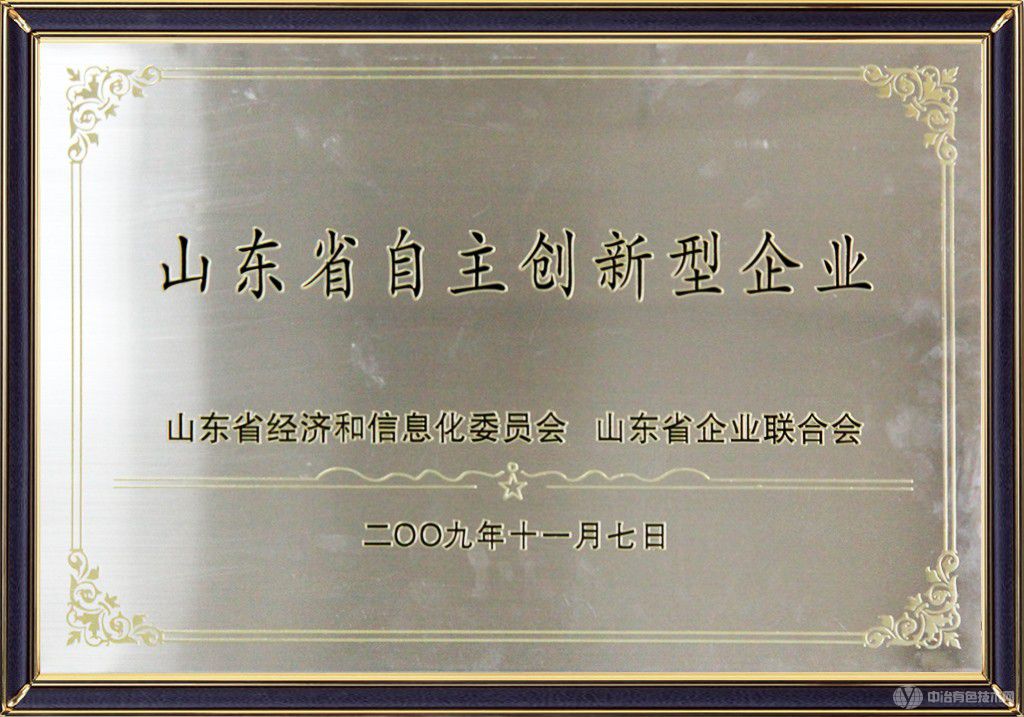 山东省自主创新型企业
山东省经济和信息化委员会 山东省企业联合会
二〇〇九年十一月七日
中冶有色技术网